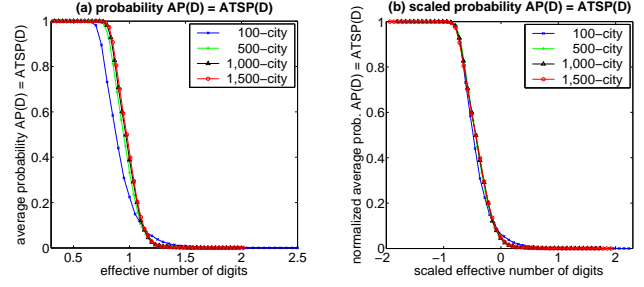 (a) probability AP(D) = ATSP(D)
average probability AP(D) = ATSP(D)
1
0.8
0.6
0.4
0.2
0
100−city
500−city
1,000−city
1,500−city
0.5 1 1.5 2 2.5
effective number of digits
(b) scaled probability AP(D) = ATSP(D)
normalized average prob. AP(D) = ATSP(D)
1
0.8
0.6
0.4
0.2
0
100−city
500−city
1,000−city
1,500−city
−2 −1 0 1 2
scaled effective number of digits